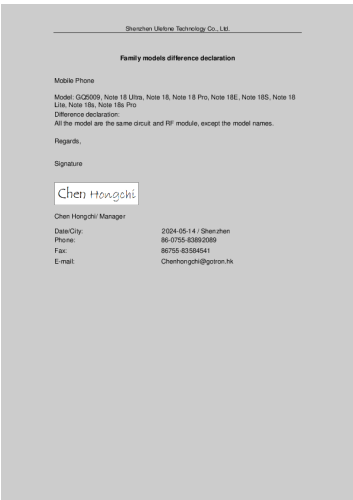 Shenzhen Ulefone Technology Co., Ltd.
Family models difference declaration
Mobile Phone
Model: GQ5009, Note 18 Ultra, Note 18, Note 18 Pro, Note 18E, Note 18S, Note 18
Lite, Note 18s, Note 18s Pro
Difference declaration:
All the model are the same circuit and RF module, except the model names.
Regards,
Signature
Chen Hongchi
Chen Hongchi/ Manager
Date/City: 2024-05-14 / Shenzhen
Phone: 86-0755-83892089
Fax: 86755-83584541
E-mail: Chenhongchi@gotron.hk